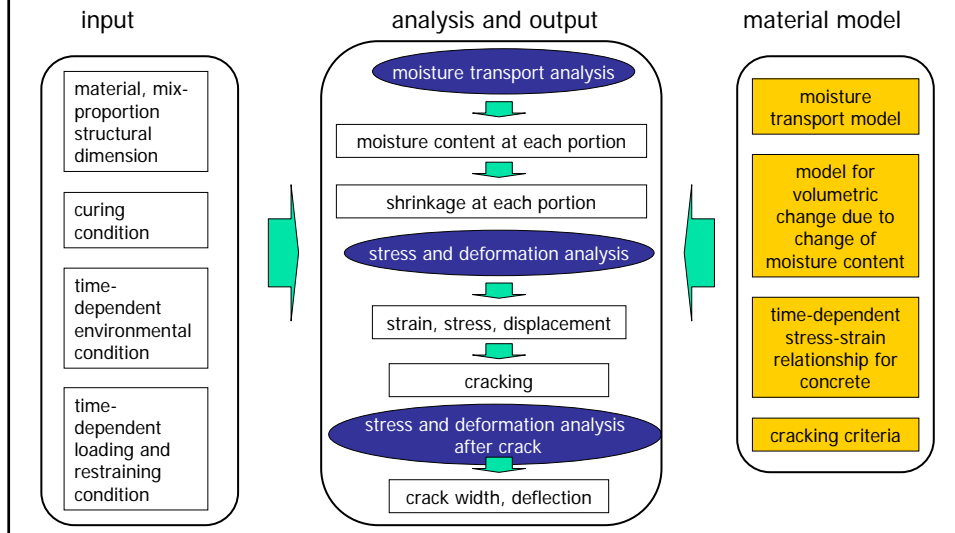 input
material, mix-
proportion
structural
dimension
curing
condition
time-
dependent
environmental
condition
time-
dependent
loading and
restraining
condition
analysis and output
moisture transport analysis
moisture content at each portion
shrinkage at each portion
stress and deformation analysis
strain, stress, displacement
cracking
stress and deformation analysis
after crack
crack width, deflection
material model
moisture
transport model
model for
volumetric
change due to
change of
moisture content
time-dependent
stress-strain
relationship for
concrete
cracking criteria